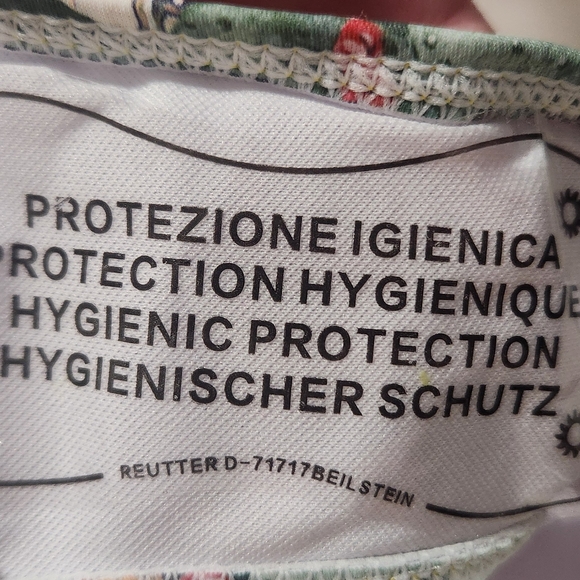 PROTEZIONE IGIENICA
PROTECTION HYGIENIQUE
HYGIENIC PROTECTION
HYGIENISCHER SCHUTZ
REUTTER D-71717BEILSTEIN